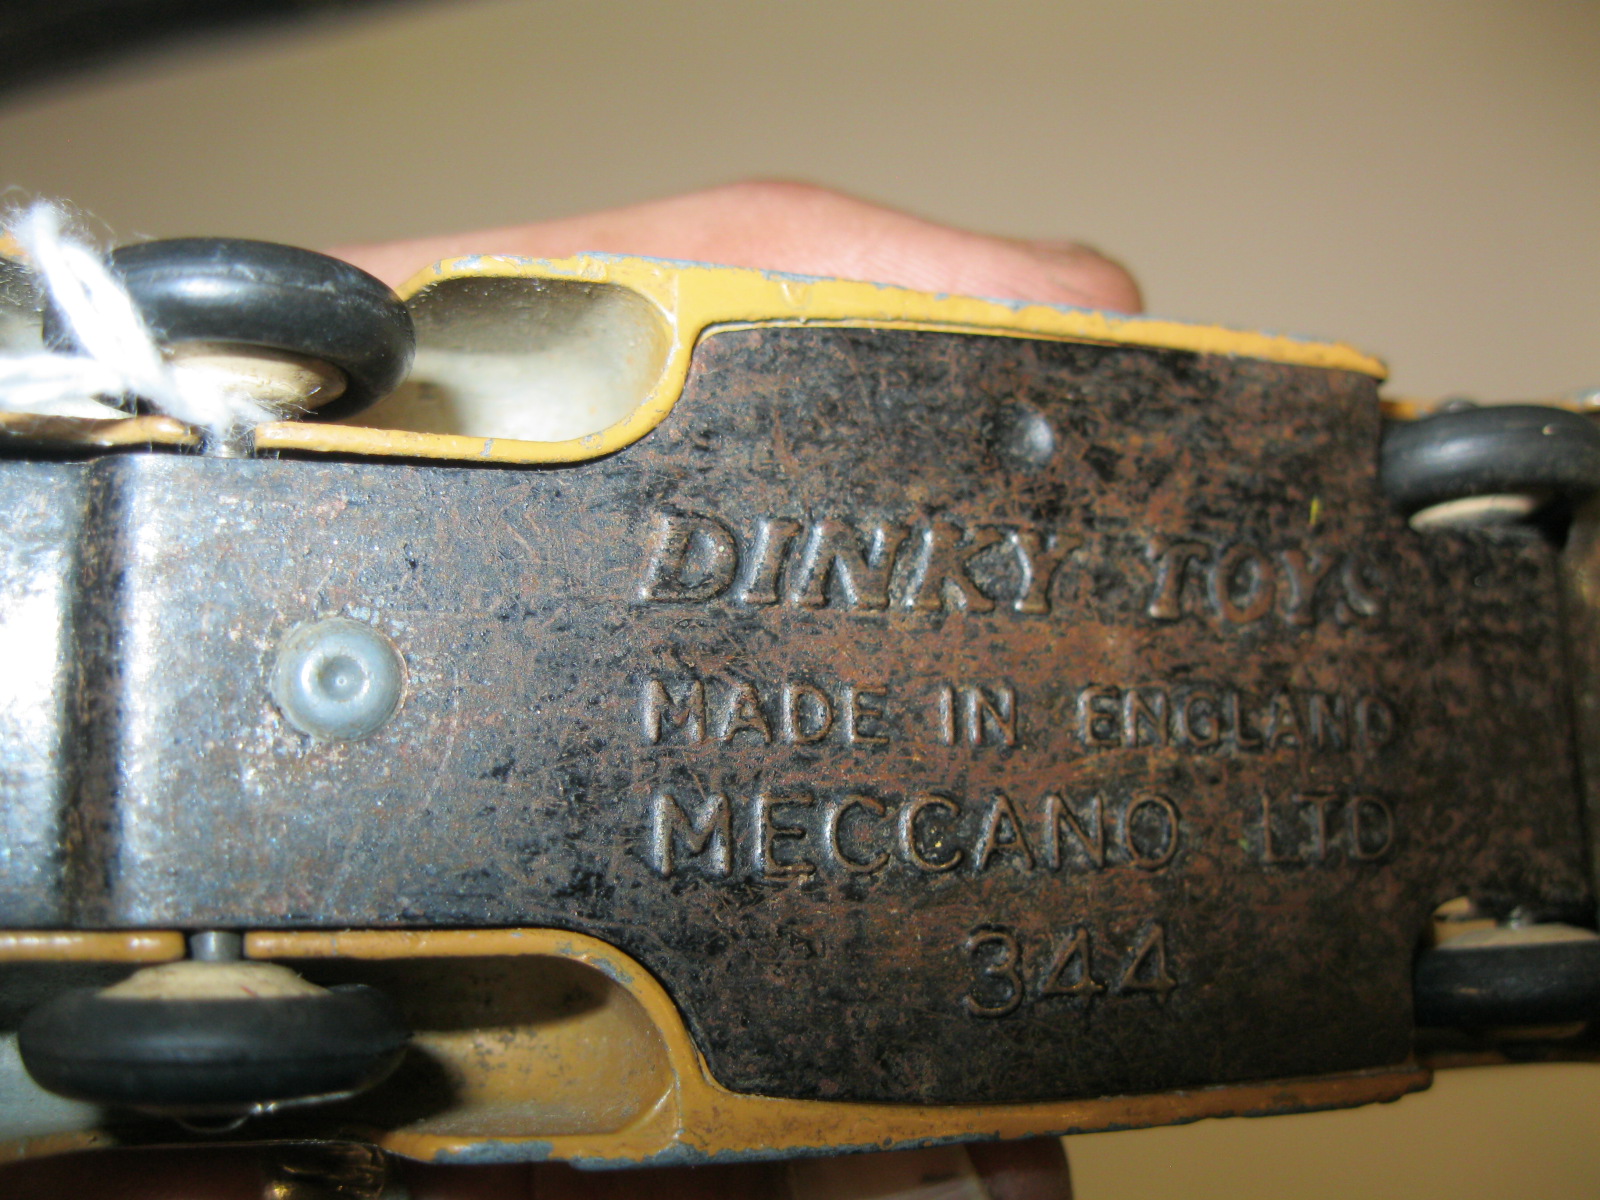 DINKY TOYS
MADE IN ENGLAND
MECCANO LTD
344